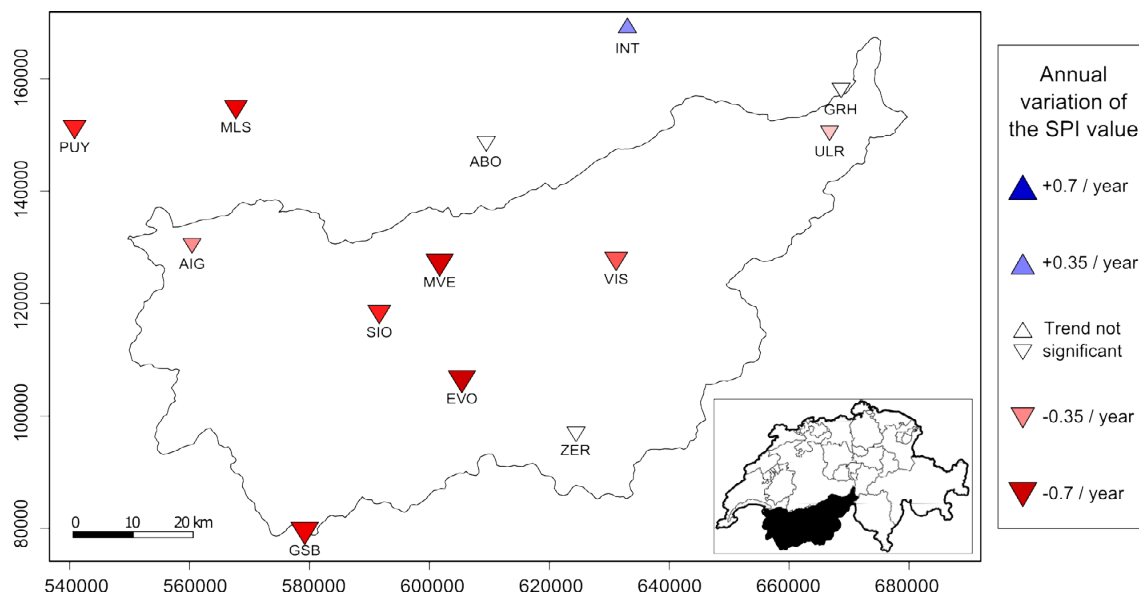 INT
GRH
MLS
PUY
ABO
ULR
AIG
MVE
VIS
SIO
EVO
ZER
GSB
0 10 20 km
160000
140000
120000
100000
80000
540000 560000 580000 600000 620000 640000 660000 680000
Annual
variation of
the SPI value
+0.7 / year
+0.35 / year
Trend not
significant
-0.35 / year
-0.7 / year